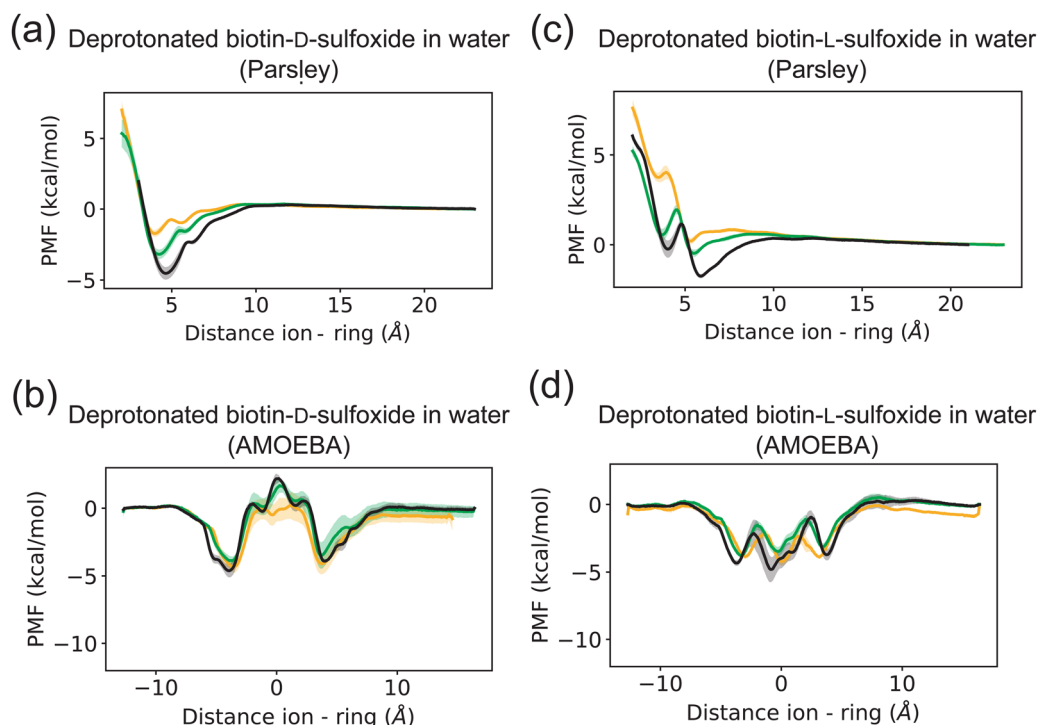 (a)
Deprotonated biotin-D-sulfoxide in water
(Parsley)
PMF (kcal/mol)
5
0
−5
5
10
15
20
Distance ion - ring (Å)
(c)
Deprotonated biotin-L-sulfoxide in water
(Parsley)
PMF (kcal/mol)
5
0
5
10
15
20
Distance ion - ring (Å)
(b)
Deprotonated biotin-D-sulfoxide in water
(AMOEBA)
PMF (kcal/mol)
0
−5
−10
−10
0
10
Distance ion - ring (Å)
(d)
Deprotonated biotin-L-sulfoxide in water
(AMOEBA)
PMF (kcal/mol)
0
−5
−10
−10
0
10
Distance ion - ring (Å)